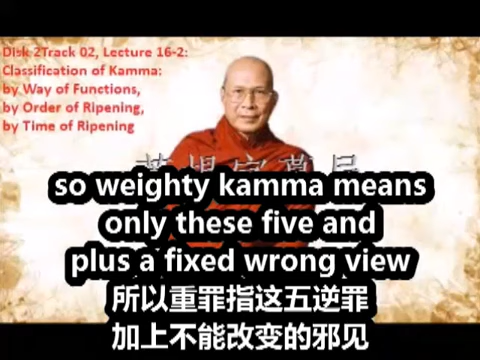 Disk 2Track 02, Lecture 16-2:
Classification of Kamma:
by Way of Functions,
by Order of Ripening,
by Time of Ripening
so weighty kamma means
only these five and
plus a fixed wrong view
所以重罪指这五逆罪
加上不能改变的邪见